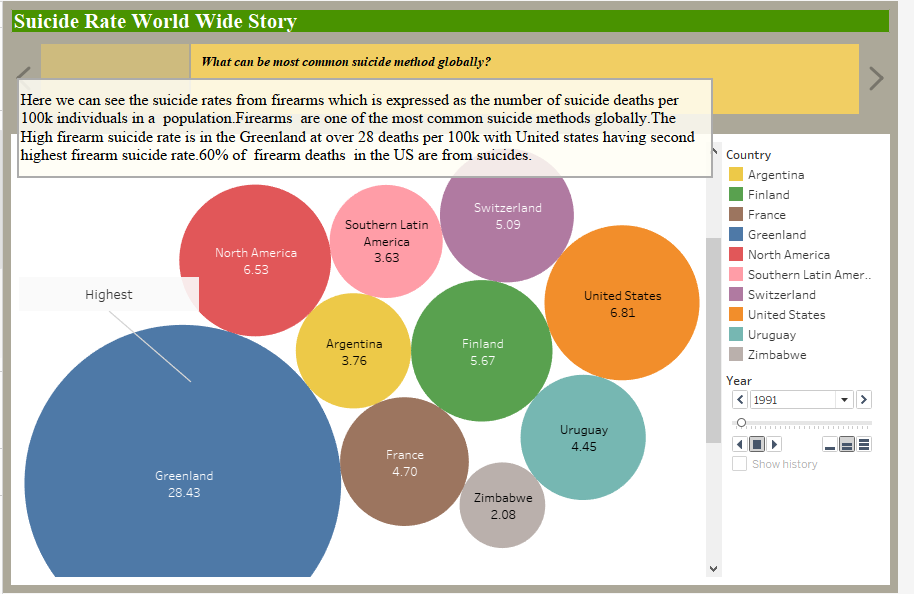 Suicide Rate World Wide Story
What can be most common suicide method globally?
Here we can see the suicide rates from firearms which is expressed as the number of suicide deaths per
100k individuals in a population.Firearms are one of the most common suicide methods globally.The
High firearm suicide rate is in the Greenland at over 28 deaths per 100k with United states having second
highest firearm suicide rate.60% of firearm deaths in the US are from suicides.
Switzerland
5.09
Southern Latin
America
3.63
North America
6.53
United States
6.81
Highest
Argentina
3.76
Finland
5.67
Uruguay
4.45
France
4.70
Greenland
28.43
Zimbabwe
2.08
Country
Argentina
Finland
France
Greenland
North America
Southern Latin Amer..
Switzerland
United States
Uruguay
Zimbabwe
Year
1991
Show history